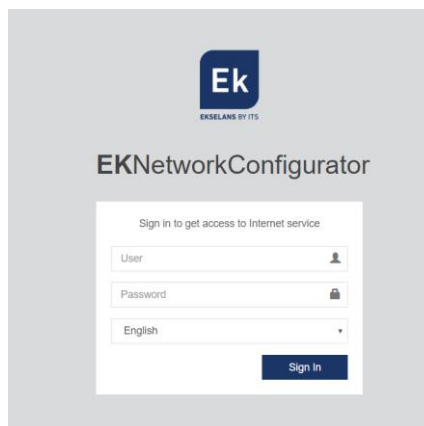 Ek
EKSELANS BY ITS
EKNetworkConfigurator
Sign in to get access to Internet service
User
Password
English
Sign In